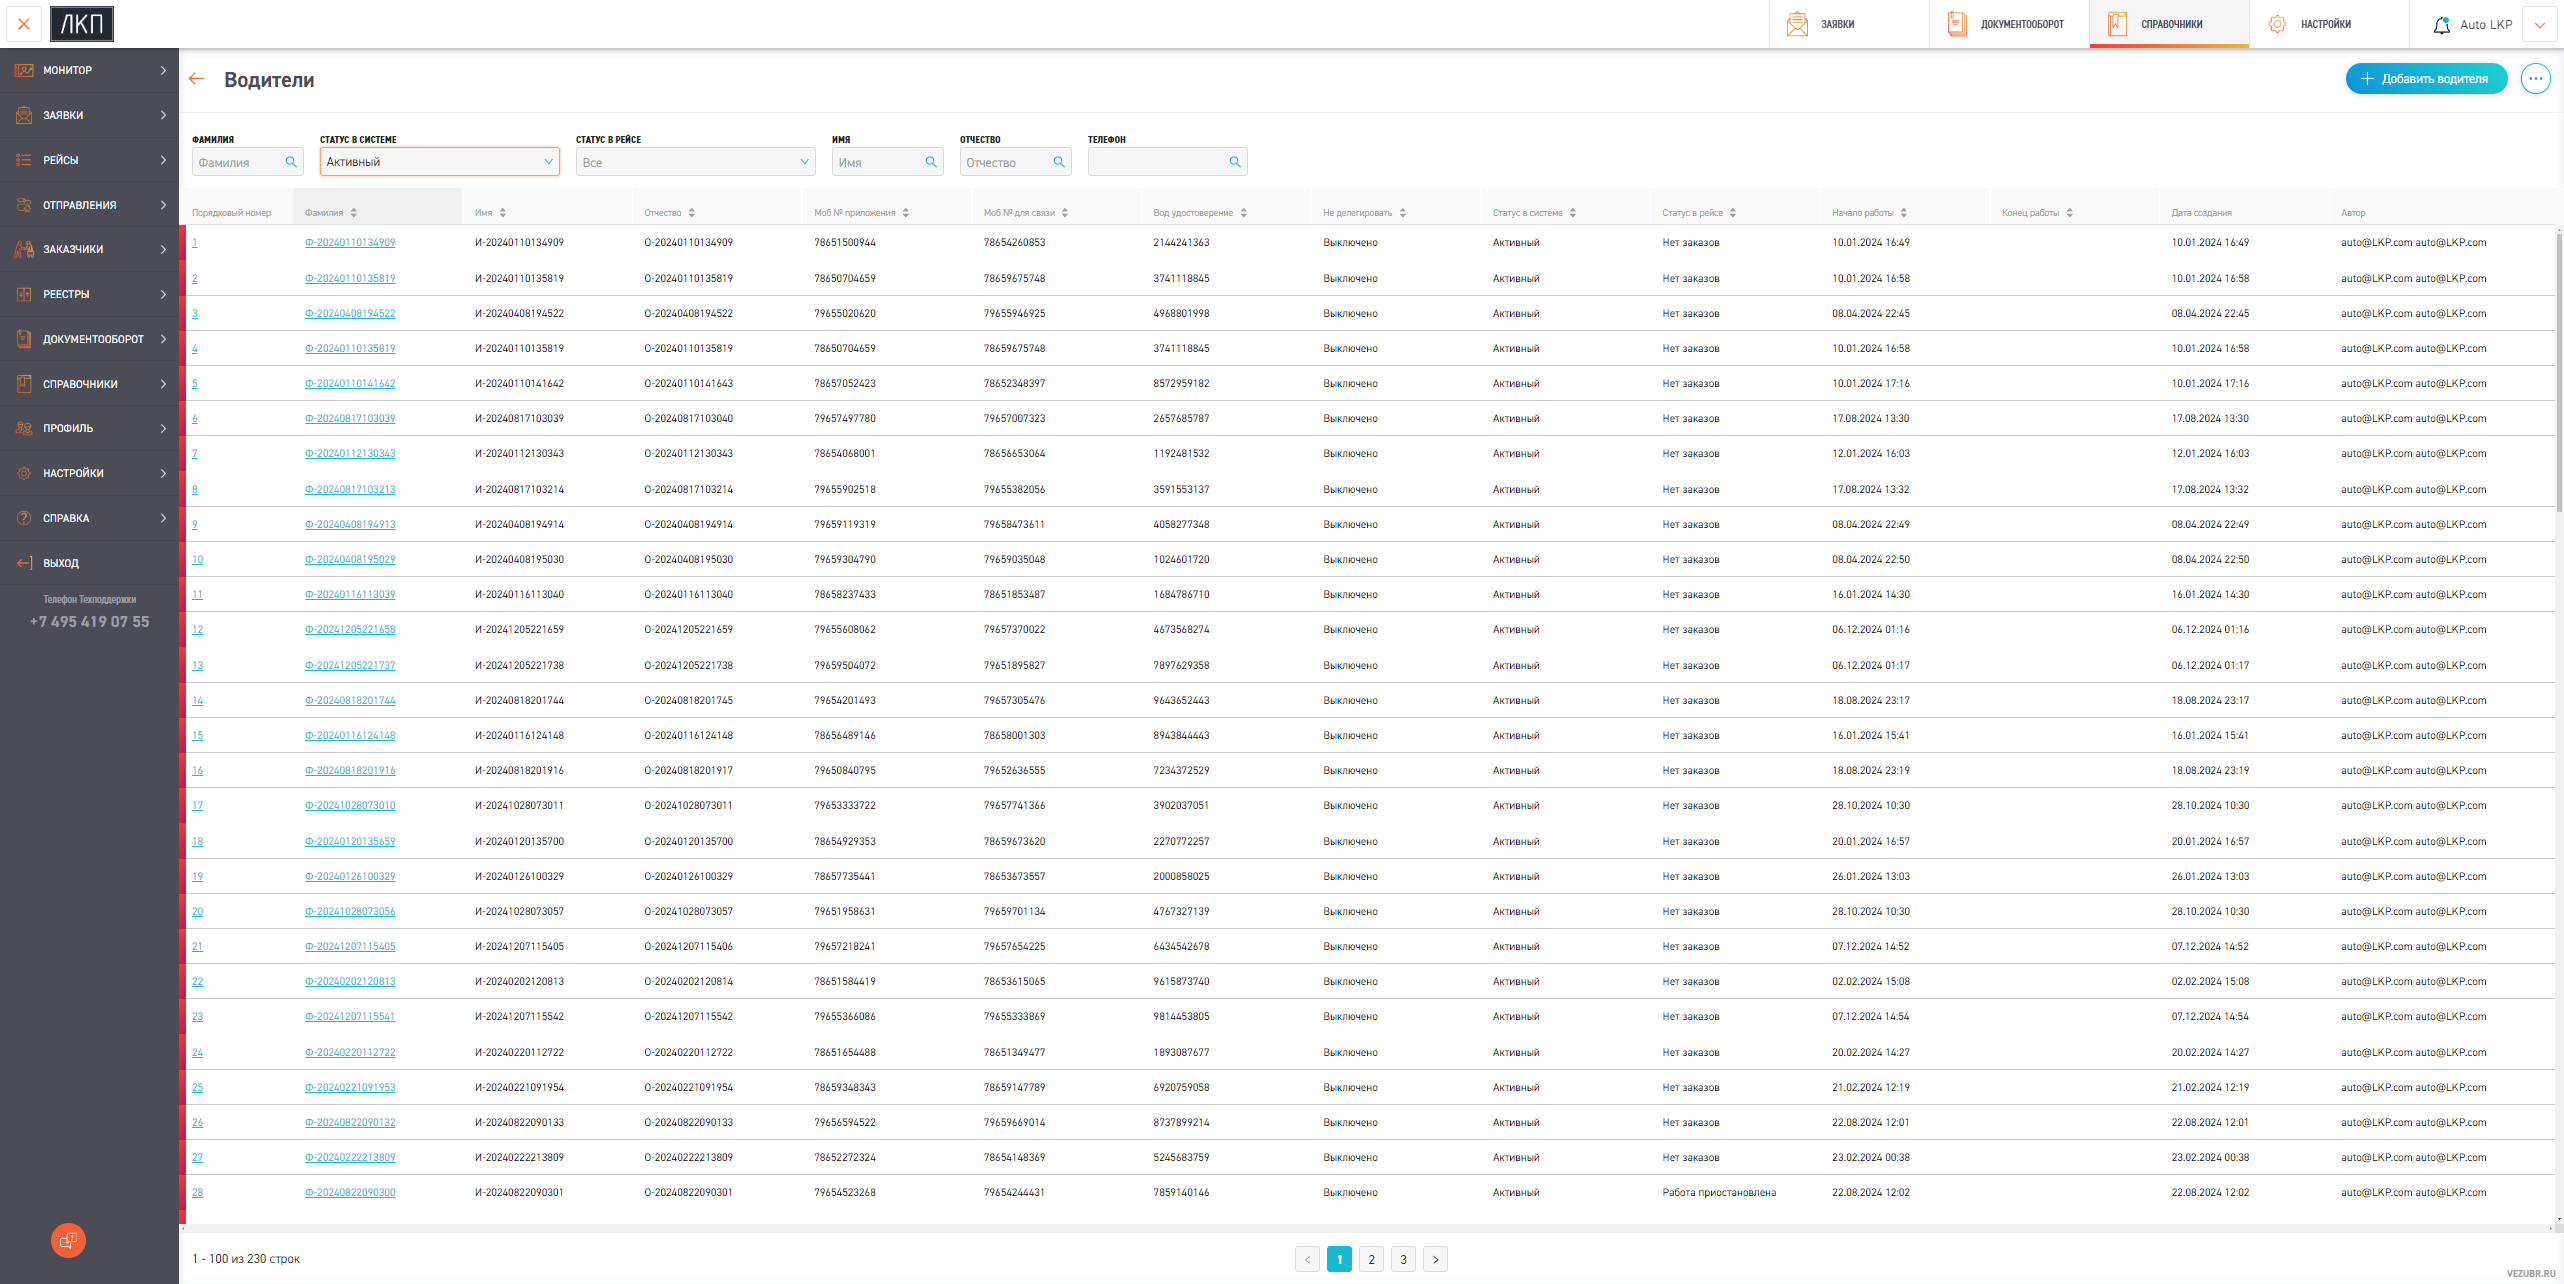 ЛКП
ЗАЯВКИ
ДОКУМЕНТООБОРОТ
СПРАВОЧНИКИ
НАСТРОЙКИ
Auto LKP
МОНИТОР
ЗАЯВКИ
РЕЙСЫ
ОТПРАВЛЕНИЯ
ЗАКАЗЧИКИ
РЕЕСТРЫ
ДОКУМЕНТООБОРОТ
СПРАВОЧНИКИ
ПРОФИЛЬ
НАСТРОЙКИ
СПРАВКА
ВЫХОД
Телефон Техподдержки
+7 495 419 07 55
Водители
+ Добавить водителя
ФАМИЛИЯ СТАТУС В СИСТЕМЕ СТАТУС В РЕЙСЕ ИМЯ ОТЧЕСТВО ТЕЛЕФОН
Фамилия Активный Все Имя Отчество
Порядковый номер Фамилия Имя Отчество Моб № приложения Моб № для связи Вод удостоверение Не делегировать Статус в системе Статус в рейсе Начало работы Конец работы Дата создания Автор
1 Ф-20240110134909 И-20240110134909 О-20240110134909 78651500944 78654260853 2144241363 Выключено Активный Нет заказов 10.01.2024 16:49 10.01.2024 16:49 auto@LKP.com auto@LKP.com
2 Ф-20240110135819 И-20240110135819 О-20240110135819 78650704659 78659675748 3741118845 Выключено Активный Нет заказов 10.01.2024 16:58 10.01.2024 16:58 auto@LKP.com auto@LKP.com
3 Ф-20240408194522 И-20240408194522 О-20240408194522 79655020620 79655946925 4968801998 Выключено Активный Нет заказов 08.04.2024 22:45 08.04.2024 22:45 auto@LKP.com auto@LKP.com
4 Ф-20240110135819 И-20240110135819 О-20240110135819 78650704659 78659675748 3741118845 Выключено Активный Нет заказов 10.01.2024 16:58 10.01.2024 16:58 auto@LKP.com auto@LKP.com
5 Ф-20240110141642 И-20240110141642 О-20240110141643 78657052423 78652348397 8572959182 Выключено Активный Нет заказов 10.01.2024 17:16 10.01.2024 17:16 auto@LKP.com auto@LKP.com
6 Ф-20240817103039 И-20240817103039 О-20240817103040 79657497780 79657007323 2657685787 Выключено Активный Нет заказов 17.08.2024 13:30 17.08.2024 13:30 auto@LKP.com auto@LKP.com
7 Ф-20240112130343 И-20240112130343 О-20240112130343 78654068001 78656653064 1192481532 Выключено Активный Нет заказов 12.01.2024 16:03 12.01.2024 16:03 auto@LKP.com auto@LKP.com
8 Ф-20240817103213 И-20240817103214 О-20240817103214 79655902518 79655382056 3591553137 Выключено Активный Нет заказов 17.08.2024 13:32 17.08.2024 13:32 auto@LKP.com auto@LKP.com
9 Ф-20240408194913 И-20240408194914 О-20240408194914 79659119319 79658473611 4058277348 Выключено Активный Нет заказов 08.04.2024 22:49 08.04.2024 22:49 auto@LKP.com auto@LKP.com
10 Ф-20240408195029 И-20240408195030 О-20240408195030 79659304790 79659035048 1024601720 Выключено Активный Нет заказов 08.04.2024 22:50 08.04.2024 22:50 auto@LKP.com auto@LKP.com
11 Ф-20240116113039 И-20240116113040 О-20240116113040 78658237433 78651853487 1684786710 Выключено Активный Нет заказов 16.01.2024 14:30 16.01.2024 14:30 auto@LKP.com auto@LKP.com
12 Ф-20241205221658 И-20241205221659 О-20241205221659 79655608062 79657370022 4673568274 Выключено Активный Нет заказов 06.12.2024 01:16 06.12.2024 01:16 auto@LKP.com auto@LKP.com
13 Ф-20241205221737 И-20241205221738 О-20241205221738 79659504072 79651895827 7897629358 Выключено Активный Нет заказов 06.12.2024 01:17 06.12.2024 01:17 auto@LKP.com auto@LKP.com
14 Ф-20240818201744 И-20240818201744 О-20240818201745 79654201493 79657305476 9643652443 Выключено Активный Нет заказов 18.08.2024 23:17 18.08.2024 23:17 auto@LKP.com auto@LKP.com
15 Ф-20240116124148 И-20240116124148 О-20240116124148 78656489146 78658001303 8943844443 Выключено Активный Нет заказов 16.01.2024 15:41 16.01.2024 15:41 auto@LKP.com auto@LKP.com
16 Ф-20240818201916 И-20240818201916 О-20240818201917 79650840795 79652636555 7234372529 Выключено Активный Нет заказов 18.08.2024 23:19 18.08.2024 23:19 auto@LKP.com auto@LKP.com
17 Ф-20241028073010 И-20241028073011 О-20241028073011 79653333722 79657741366 3902037051 Выключено Активный Нет заказов 28.10.2024 10:30 28.10.2024 10:30 auto@LKP.com auto@LKP.com
18 Ф-20240120135659 И-20240120135700 О-20240120135700 78654929353 78659673620 2270772257 Выключено Активный Нет заказов 20.01.2024 16:57 20.01.2024 16:57 auto@LKP.com auto@LKP.com
19 Ф-20240126100329 И-20240126100329 О-20240126100329 78657735441 78653673557 2000858025 Выключено Активный Нет заказов 26.01.2024 13:03 26.01.2024 13:03 auto@LKP.com auto@LKP.com
20 Ф-20241028073056 И-20241028073057 О-20241028073057 79651958631 79659701134 4767327139 Выключено Активный Нет заказов 28.10.2024 10:30 28.10.2024 10:30 auto@LKP.com auto@LKP.com
21 Ф-20241207115405 И-20241207115405 О-20241207115406 79657218241 79657654225 6434542678 Выключено Активный Нет заказов 07.12.2024 14:52 07.12.2024 14:52 auto@LKP.com auto@LKP.com
22 Ф-20240202120813 И-20240202120813 О-20240202120814 78651584419 78653615065 9615873740 Выключено Активный Нет заказов 02.02.2024 15:08 02.02.2024 15:08 auto@LKP.com auto@LKP.com
23 Ф-20241207115541 И-20241207115542 О-20241207115542 79655366086 79655333869 9814453805 Выключено Активный Нет заказов 07.12.2024 14:54 07.12.2024 14:54 auto@LKP.com auto@LKP.com
24 Ф-20240220112722 И-20240220112722 О-20240220112722 78651654488 78651349477 1893087677 Выключено Активный Нет заказов 20.02.2024 14:27 20.02.2024 14:27 auto@LKP.com auto@LKP.com
25 Ф-20240221091953 И-20240221091954 О-20240221091954 78659348343 78659147789 6920759058 Выключено Активный Нет заказов 21.02.2024 12:19 21.02.2024 12:19 auto@LKP.com auto@LKP.com
26 Ф-20240822090132 И-20240822090133 О-20240822090133 79656594522 79659669014 8737899214 Выключено Активный Нет заказов 22.08.2024 12:01 22.08.2024 12:01 auto@LKP.com auto@LKP.com
27 Ф-20240222213809 И-20240222213809 О-20240222213809 78652272324 78654148369 5245683759 Выключено Активный Нет заказов 23.02.2024 00:38 23.02.2024 00:38 auto@LKP.com auto@LKP.com
28 Ф-20240822090300 И-20240822090301 О-20240822090301 79654523268 79654244431 7859140146 Выключено Активный Работа приостановлена 22.08.2024 12:02 22.08.2024 12:02 auto@LKP.com auto@LKP.com
1 - 100 из 230 строк
< 1 2 3 >
VEZUBR.RU